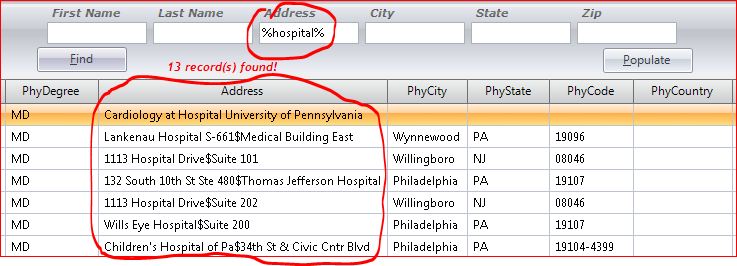 First Name Last Name Address City State Zip
%hospital%
Find 13 record(s) found! Populate
PhyDegree Address PhyCity PhyState PhyCode PhyCountry
MD Cardiology at Hospital University of Pennsylvania
MD Lankenau Hospital S-661$Medical Building East Wynnewood PA 19096
MD 1113 Hospital Drive$Suite 101 Willingboro NJ 08046
MD 132 South 10th St Ste 480$Thomas Jefferson Hospital Philadelphia PA 19107
MD 1113 Hospital Drive$Suite 202 Willingboro NJ 08046
MD Wills Eye Hospital$Suite 200 Philadelphia PA 19107
MD Children's Hospital of Pa$34th St & Civic Cntr Blvd Philadelphia PA 19104-4399